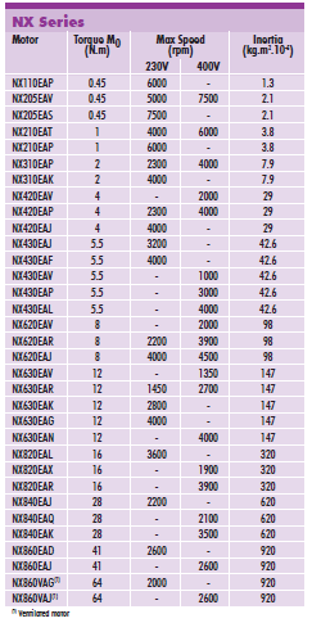 NX Series
Motor Torque M0 Max Speed Inertia
(N.m) (rpm) (kg.m².10⁻⁴)
230V 400V
NX110EAP 0.45 6000 - 1.3
NX205EAV 0.45 5000 7500 2.1
NX205EAS 0.45 7500 - 2.1
NX210EAT 1 4000 6000 3.8
NX210EAP 1 6000 - 3.8
NX310EAP 2 2300 4000 7.9
NX310EAK 2 4000 - 7.9
NX420EAV 4 - 2000 29
NX420EAP 4 2300 4000 29
NX420EAJ 4 4000 - 29
NX430EAJ 5.5 3200 - 42.6
NX430EAF 5.5 4000 - 42.6
NX430EAV 5.5 - 1000 42.6
NX430EAP 5.5 - 3000 42.6
NX430EAL 5.5 - 4000 42.6
NX620EAV 8 - 2000 98
NX620EAR 8 2200 3900 98
NX620EAJ 8 4000 4500 98
NX630EAV 12 - 1350 147
NX630EAR 12 1450 2700 147
NX630EAK 12 2800 - 147
NX630EAG 12 4000 - 147
NX630EAN 12 - 4000 147
NX820EAL 16 3600 - 320
NX820EAX 16 - 1900 320
NX820EAR 16 - 3900 320
NX840EAJ 28 2200 - 620
NX840EAQ 28 - 2100 620
NX840EAK 28 - 3500 620
NX860EAD 41 2600 - 920
NX860EAJ 41 - 2600 920
NX860VAG⁽¹⁾ 64 2000 - 920
NX860VAJ⁽¹⁾ 64 - 2600 920
⁽¹⁾ Ventilated motor